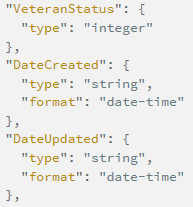 "VeteranStatus": {
"type": "integer"
},
"DateCreated": {
"type": "string",
"format": "date-time"
},
"DateUpdated": {
"type": "string",
"format": "date-time"
},